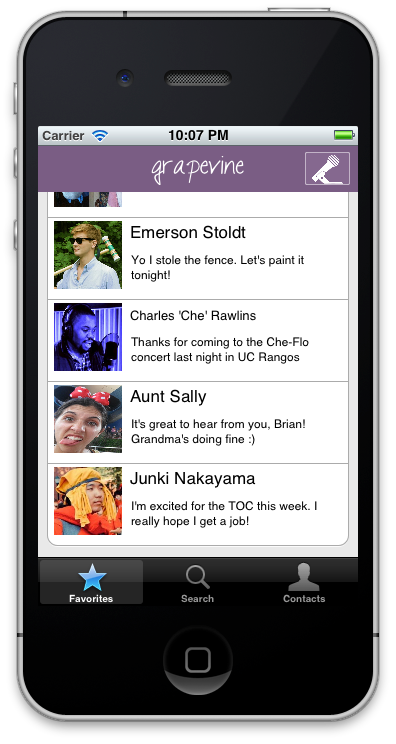 Carrier 10:07 PM
grapevine
Emerson Stoldt
Yo I stole the fence. Let's paint it
tonight!
Charles 'Che' Rawlins
Thanks for coming to the Che-Flo
concert last night in UC Rangos
Aunt Sally
It's great to hear from you, Brian!
Grandma's doing fine :)
Junki Nakayama
I'm excited for the TOC this week. I
really hope I get a job!
Favorites Search Contacts